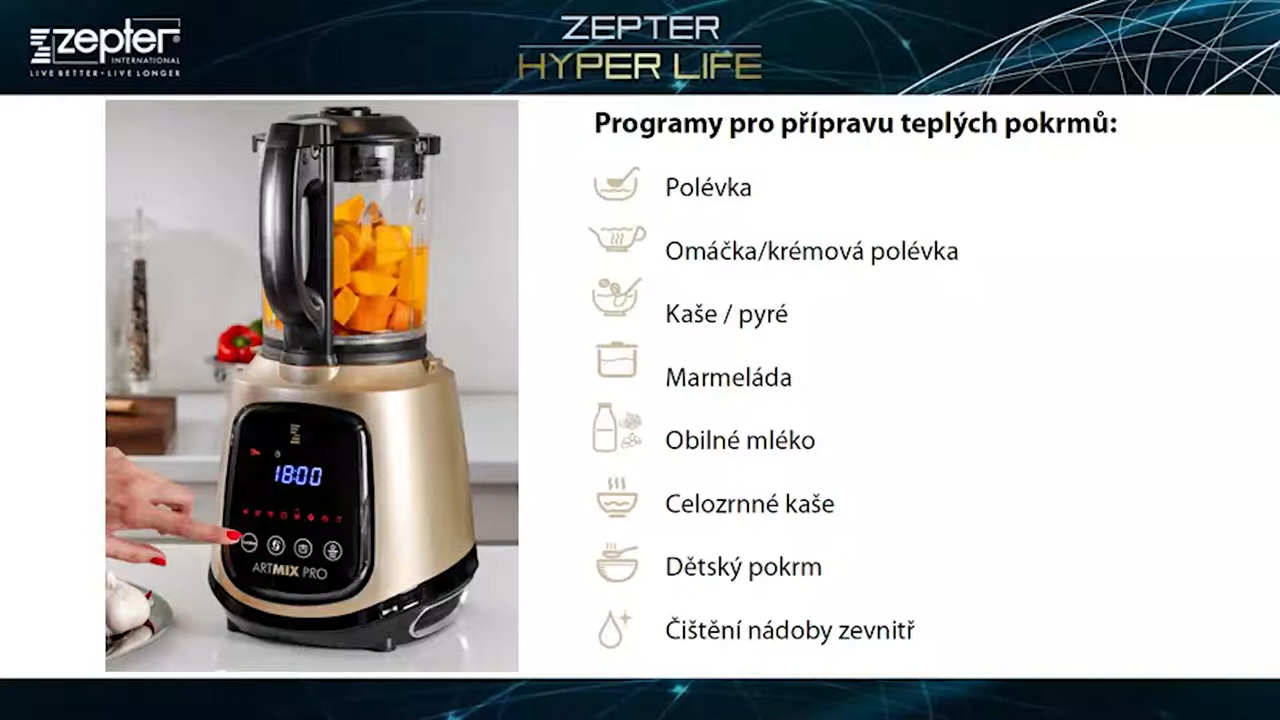 zepter
INTERNATIONAL
LIVE BETTER • LIVE LONGER
ZEPTER
HYPER LIFE
Programy pro přípravu teplých pokrmů:
Polévka
Omáčka/krémová polévka
Kaše / pyré
Marmeláda
Obilné mléko
Celozrnné kaše
Dětský pokrm
Čištění nádoby zevnitř
18:00
ARTMIX PRO